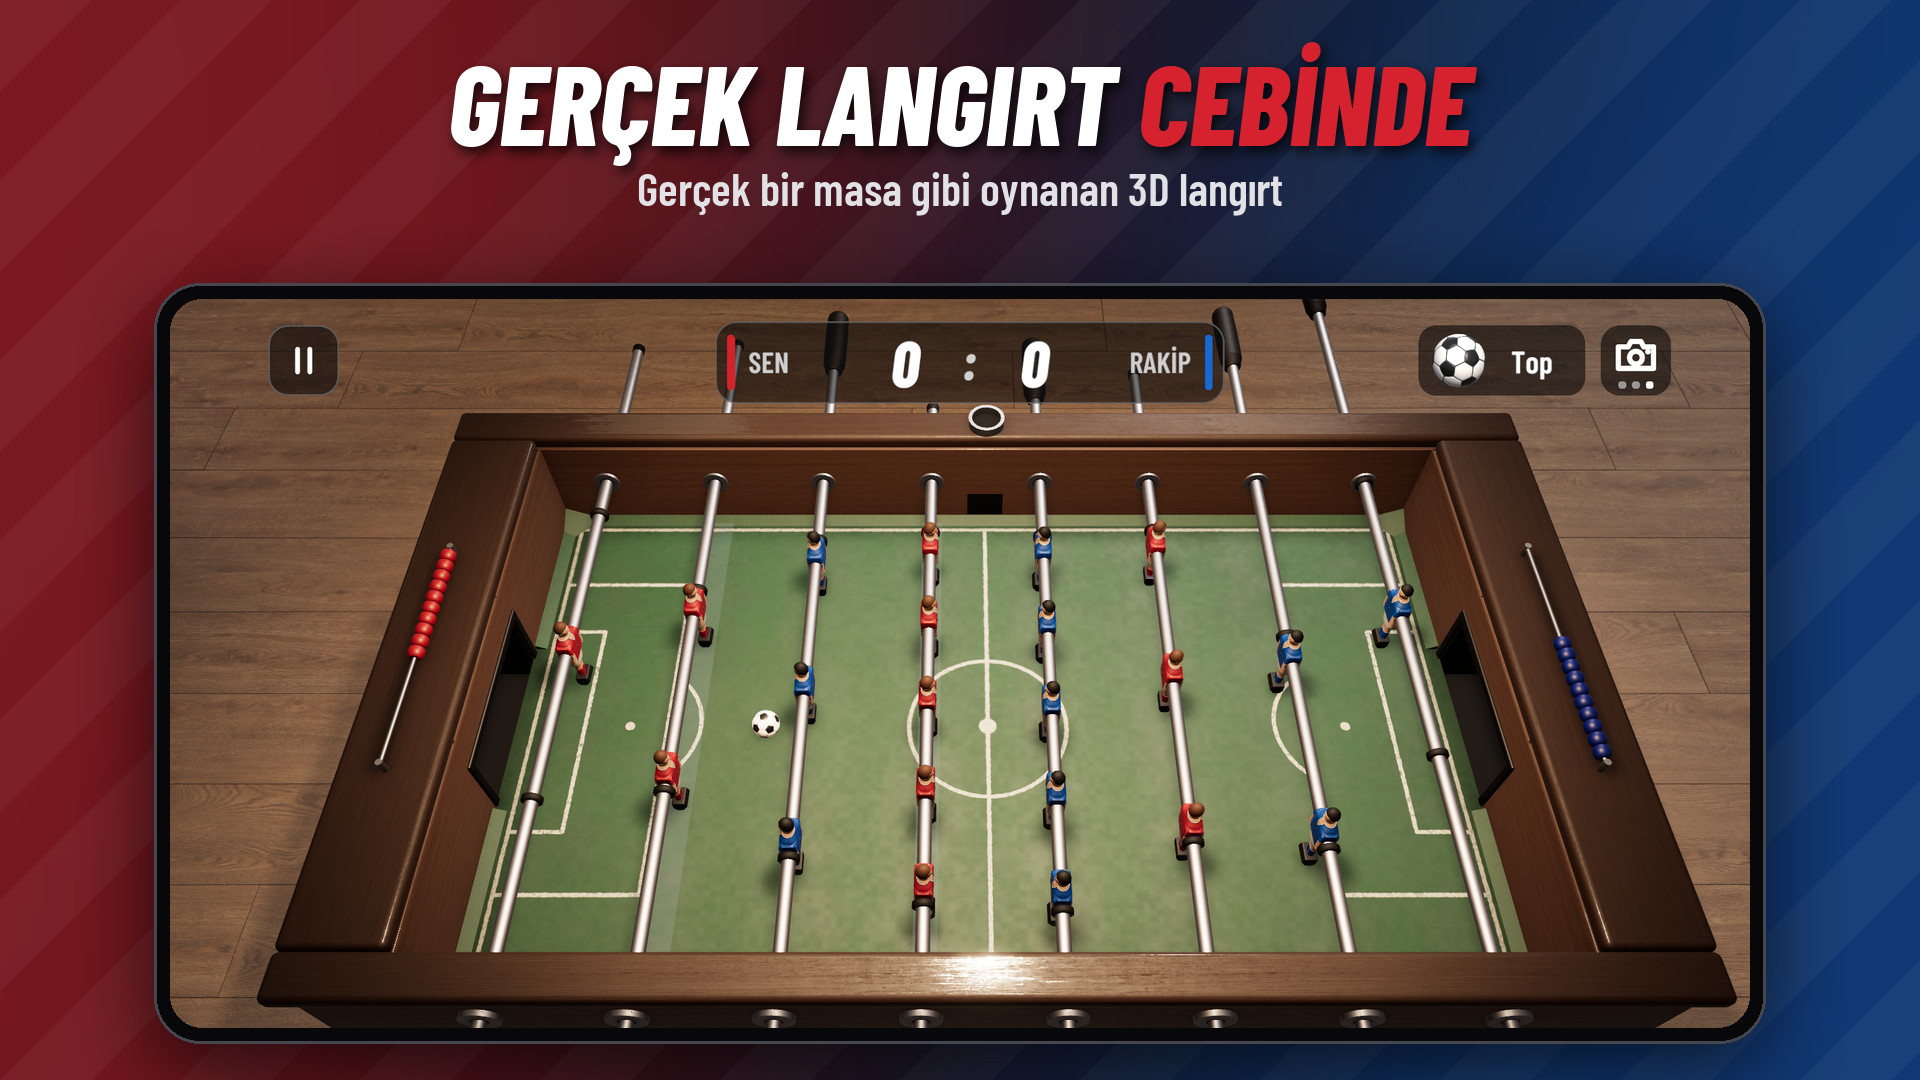 GERÇEK LANGIRT CEBİNDE
Gerçek bir masa gibi oynanan 3D langırt
SEN 0 : 0 RAKİP
Top